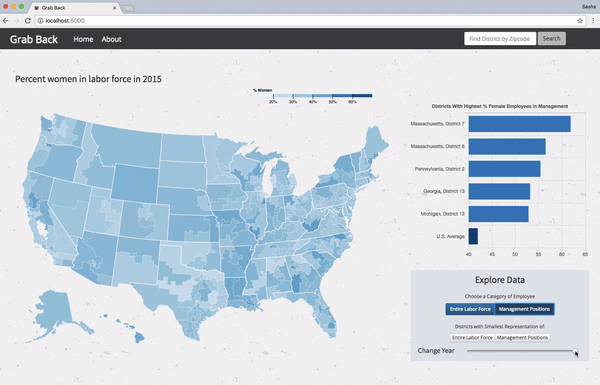 Grab Back
Sasha
localhost:5000
Grab Back
Home
About
Find District by Zipcode
Search
Percent women in labor force in 2015
% Women
20%
30%
40%
50%
60%
Districts With Highest % Female Employees in Management
Massachusetts, District 7
Massachusetts, District 8
Pennsylvania, District 2
Georgia, District 13
Michigan, District 13
U.S. Average
40 45 50 55 60 65
Explore Data
Choose a Category of Employee
Entire Labor Force Management Positions
Districts with Smallest Representation of:
Entire Labor Force Management Positions
Change Year